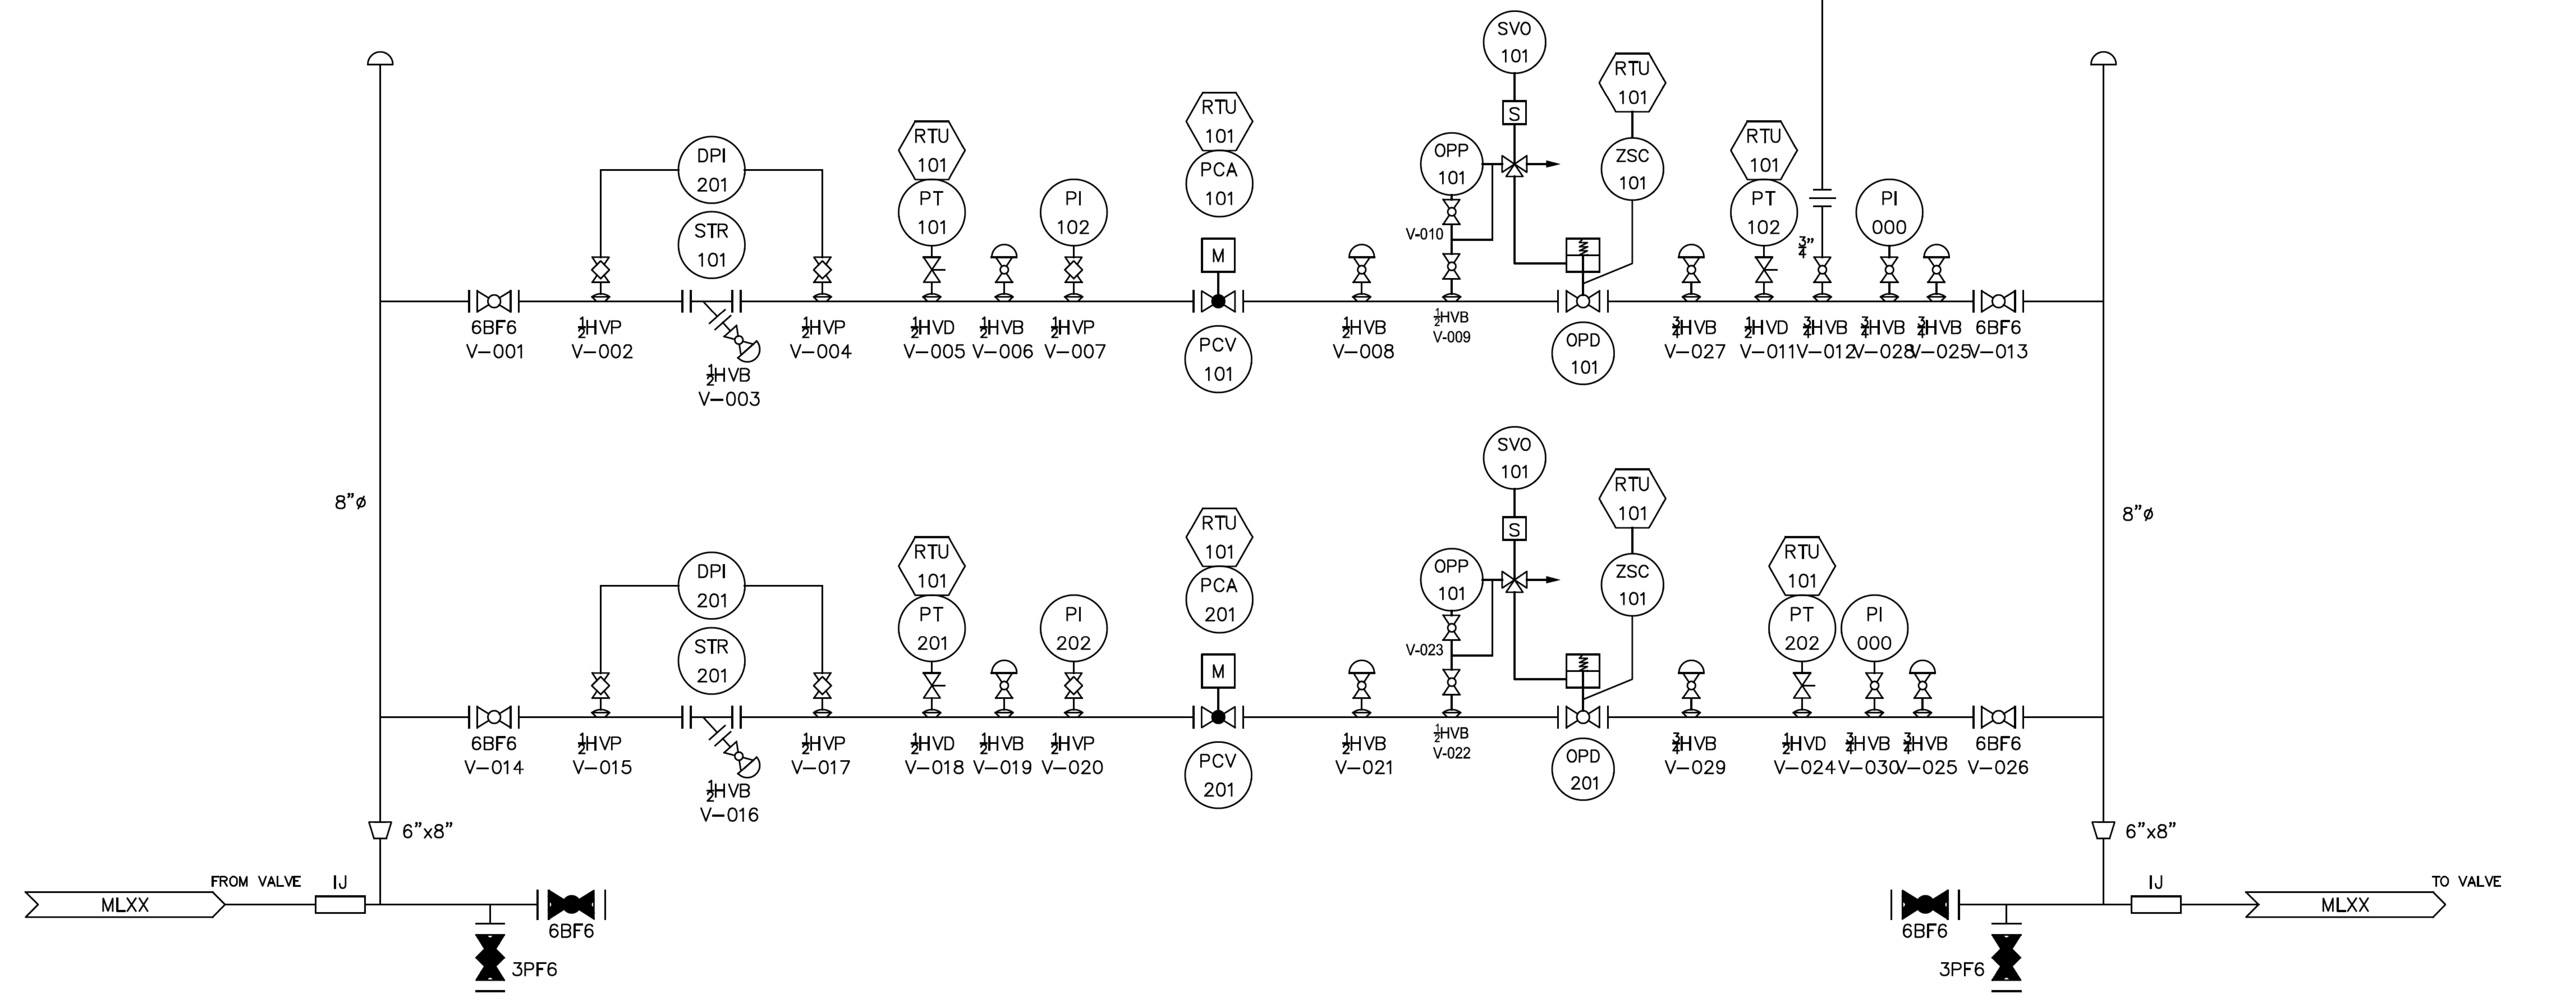 SVO
101
S
RTU
101
RTU
101
PCA
101
DPI
201
STR
101
RTU
101
PT
101
PI
102
OPP
101
V-010
ZSC
101
RTU
101
PT
102
3/4"
PI
000
M
6BF6
V-001
1/2HVP
V-002
1/2HVB
V-003
1/2HVP
V-004
1/2HVD
V-005
1/2HVB
V-006
1/2HVP
V-007
PCV
101
1/2HVB
V-008
1/2HVB
V-009
OPD
101
3/4HVB
V-027
1/2HVD
V-011
3/4HVB
V-012
3/4HVB
V-028
3/4HVB
V-025
6BF6
V-013
8"ø
8"ø
SVO
101
S
RTU
101
RTU
101
PCA
201
DPI
201
STR
201
RTU
101
PT
201
PI
202
OPP
101
V-023
ZSC
101
RTU
101
PT
202
PI
000
M
6BF6
V-014
1/2HVP
V-015
1/2HVB
V-016
1/2HVP
V-017
1/2HVD
V-018
1/2HVB
V-019
1/2HVP
V-020
PCV
201
1/2HVB
V-021
1/2HVB
V-022
OPD
201
3/4HVB
V-029
1/2HVD
V-024
3/4HVB
V-030
3/4HVB
V-025
6BF6
V-026
6"x8"
6"x8"
FROM VALVE
MLXX
IJ
6BF6
3PF6
6BF6
3PF6
IJ
TO VALVE
MLXX